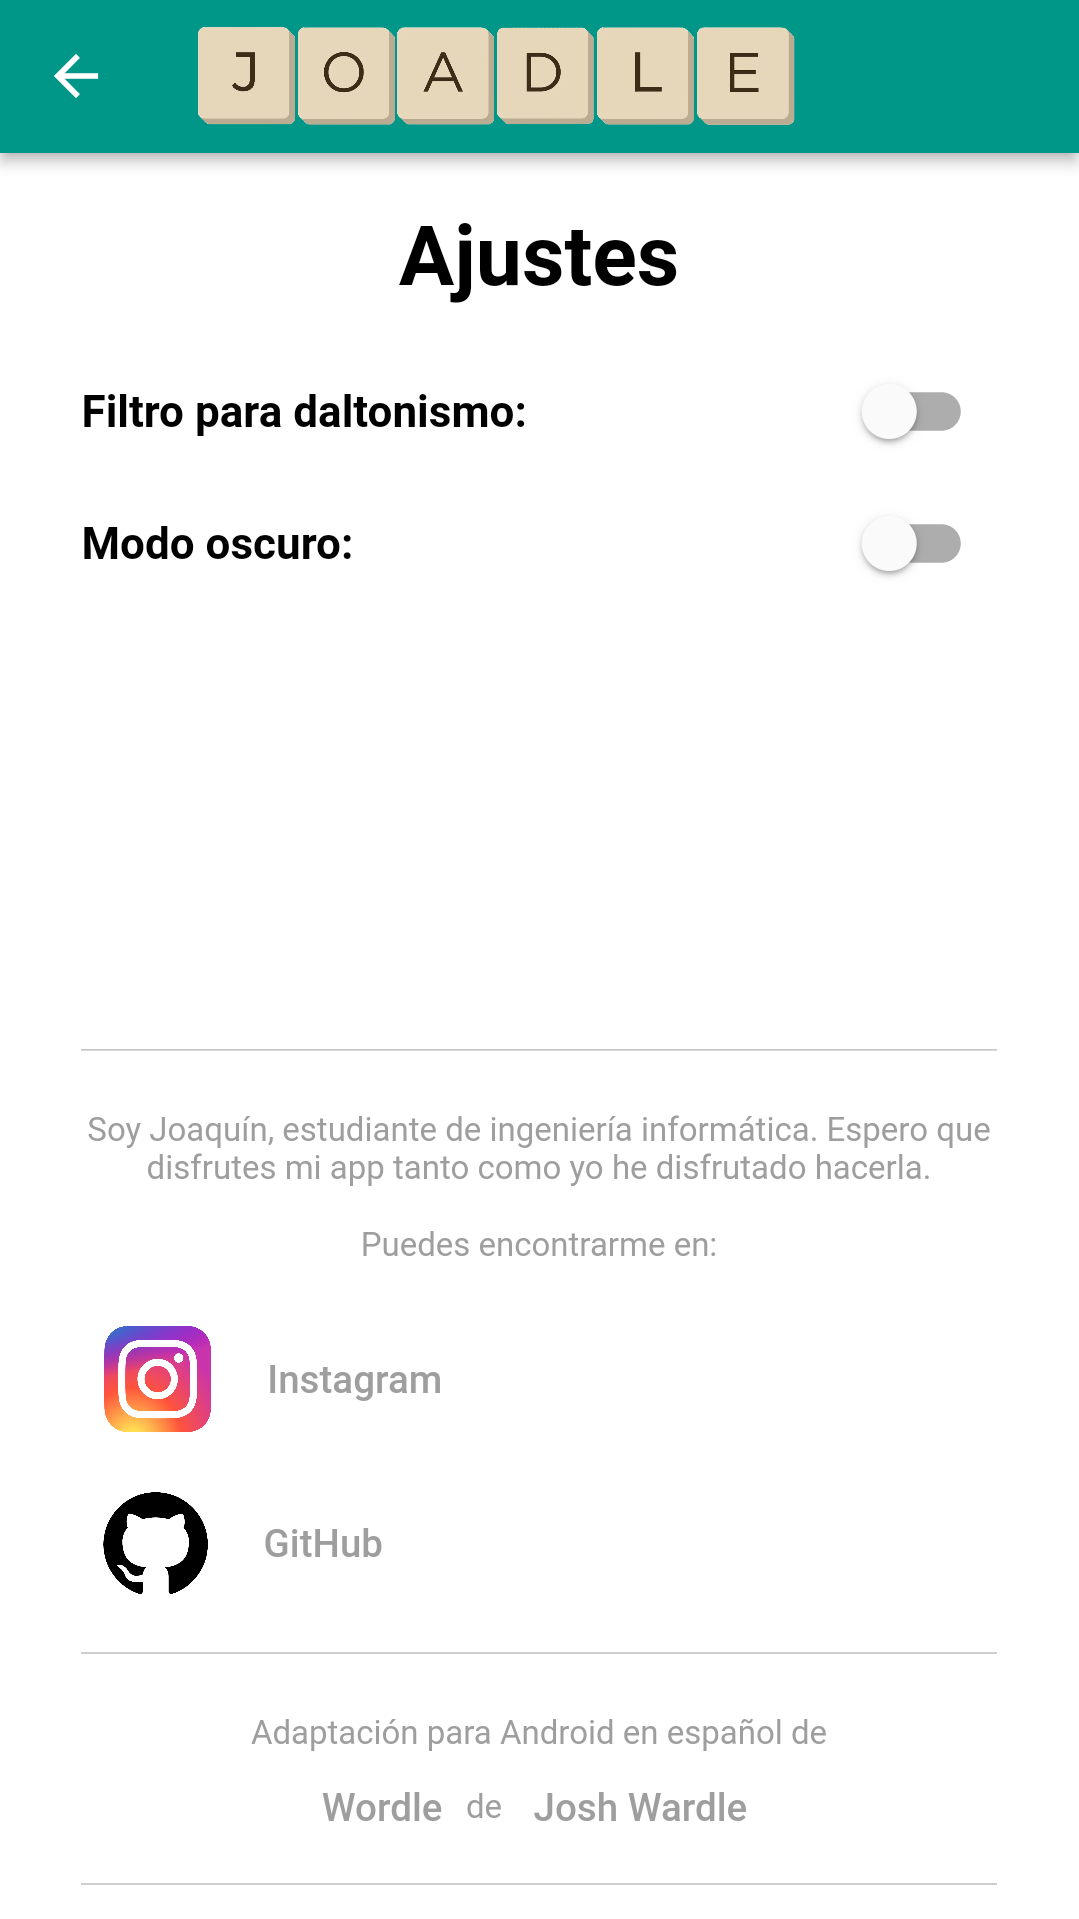 JOADLE
Ajustes
Filtro para daltonismo:
Modo oscuro:
Soy Joaquín, estudiante de ingeniería informática. Espero que
disfrutes mi app tanto como yo he disfrutado hacerla.
Puedes encontrarme en:
Instagram
GitHub
Adaptación para Android en español de
Wordle de Josh Wardle